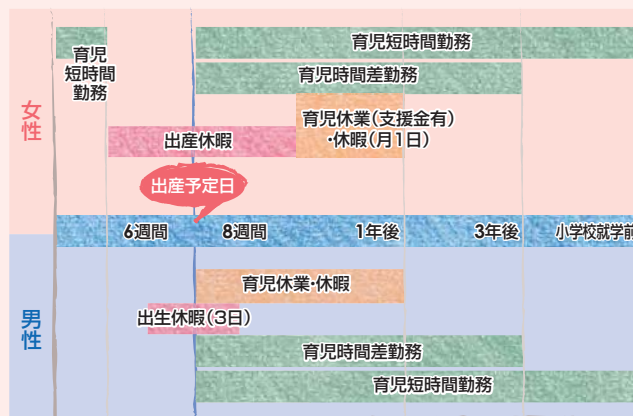 女性
育児
短時間
勤務
育児短時間勤務
育児時間差勤務
育児休業(支援金有)
・休暇(月1日)
出産休暇
出産予定日
6週間
8週間
1年後
3年後
小学校就学前
男性
育児休業・休暇
出生休暇(3日)
育児時間差勤務
育児短時間勤務